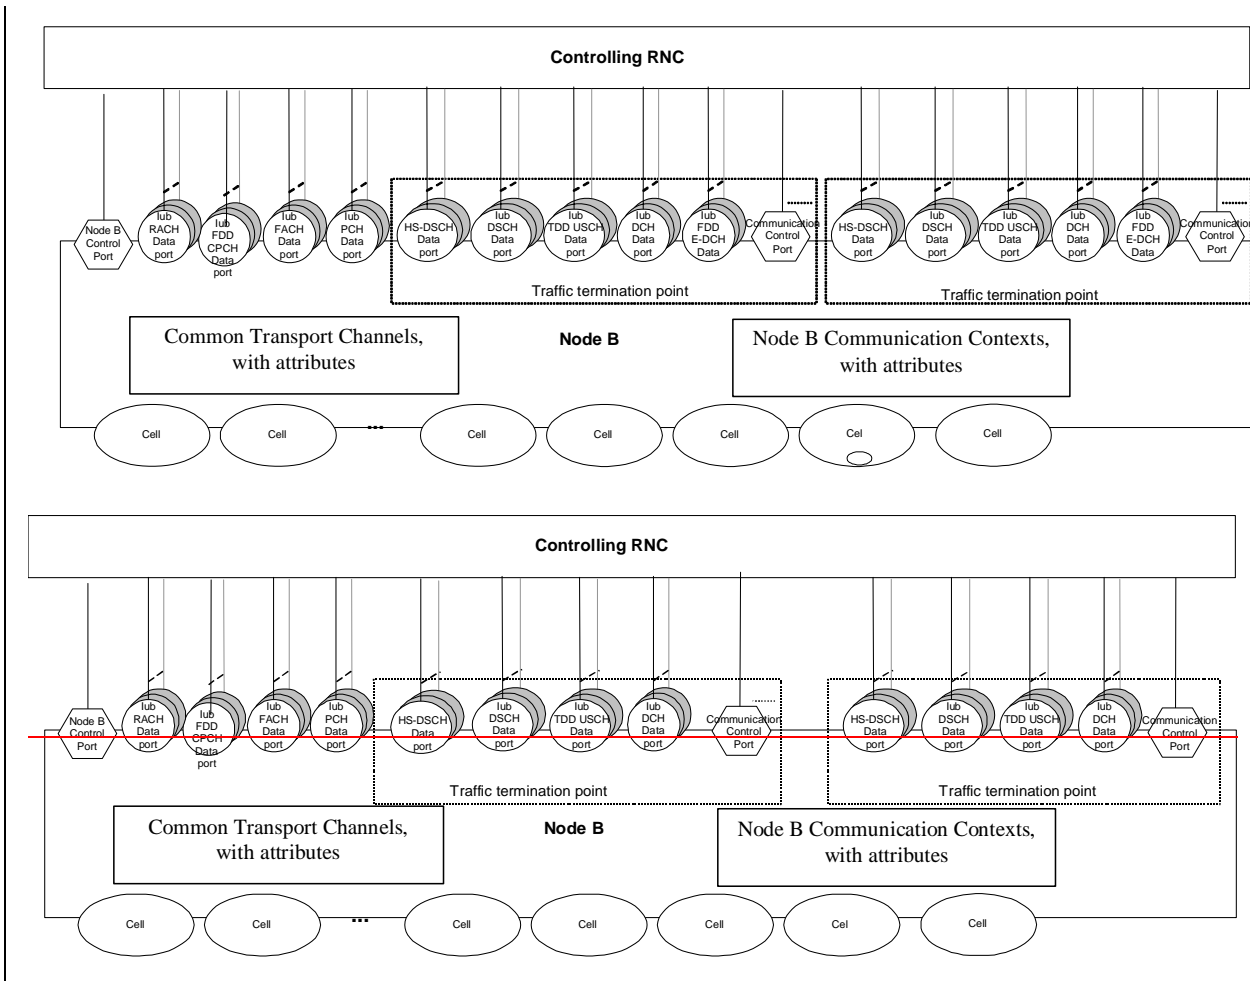 Controlling RNC
Node B
Control
Port
Iub
RACH
Data
port
Iub
FDD
CPCH
Data
port
Iub
FACH
Data
port
Iub
PCH
Data
port
HS-DSCH
Data
port
Iub
DSCH
Data
port
Iub
TDD USCH
Data
port
Iub
DCH
Data
port
Iub
FDD
E-DCH
Data
Communication
Control
Port
HS-DSCH
Data
port
Iub
DSCH
Data
port
Iub
TDD USCH
Data
port
Iub
DCH
Data
port
Iub
FDD
E-DCH
Data
Communication
Control
Port
Traffic termination point
Traffic termination point
Common Transport Channels,
with attributes
Node B
Node B Communication Contexts,
with attributes
Cell
Cell
...
Cell
Cell
Cell
Cel
Cell
Controlling RNC
Node B
Control
Port
Iub
RACH
Data
port
Iub
FDD
CPCH
Data
port
Iub
FACH
Data
port
Iub
PCH
Data
port
HS-DSCH
Data
port
Iub
DSCH
Data
port
Iub
TDD USCH
Data
port
Iub
DCH
Data
port
Communication
Control
Port
HS-DSCH
Data
port
Iub
DSCH
Data
port
Iub
TDD USCH
Data
port
Iub
DCH
Data
port
Communication
Control
Port
Traffic termination point
Traffic termination point
Common Transport Channels,
with attributes
Node B
Node B Communication Contexts,
with attributes
Cell
Cell
...
Cell
Cell
Cell
Cel
Cell